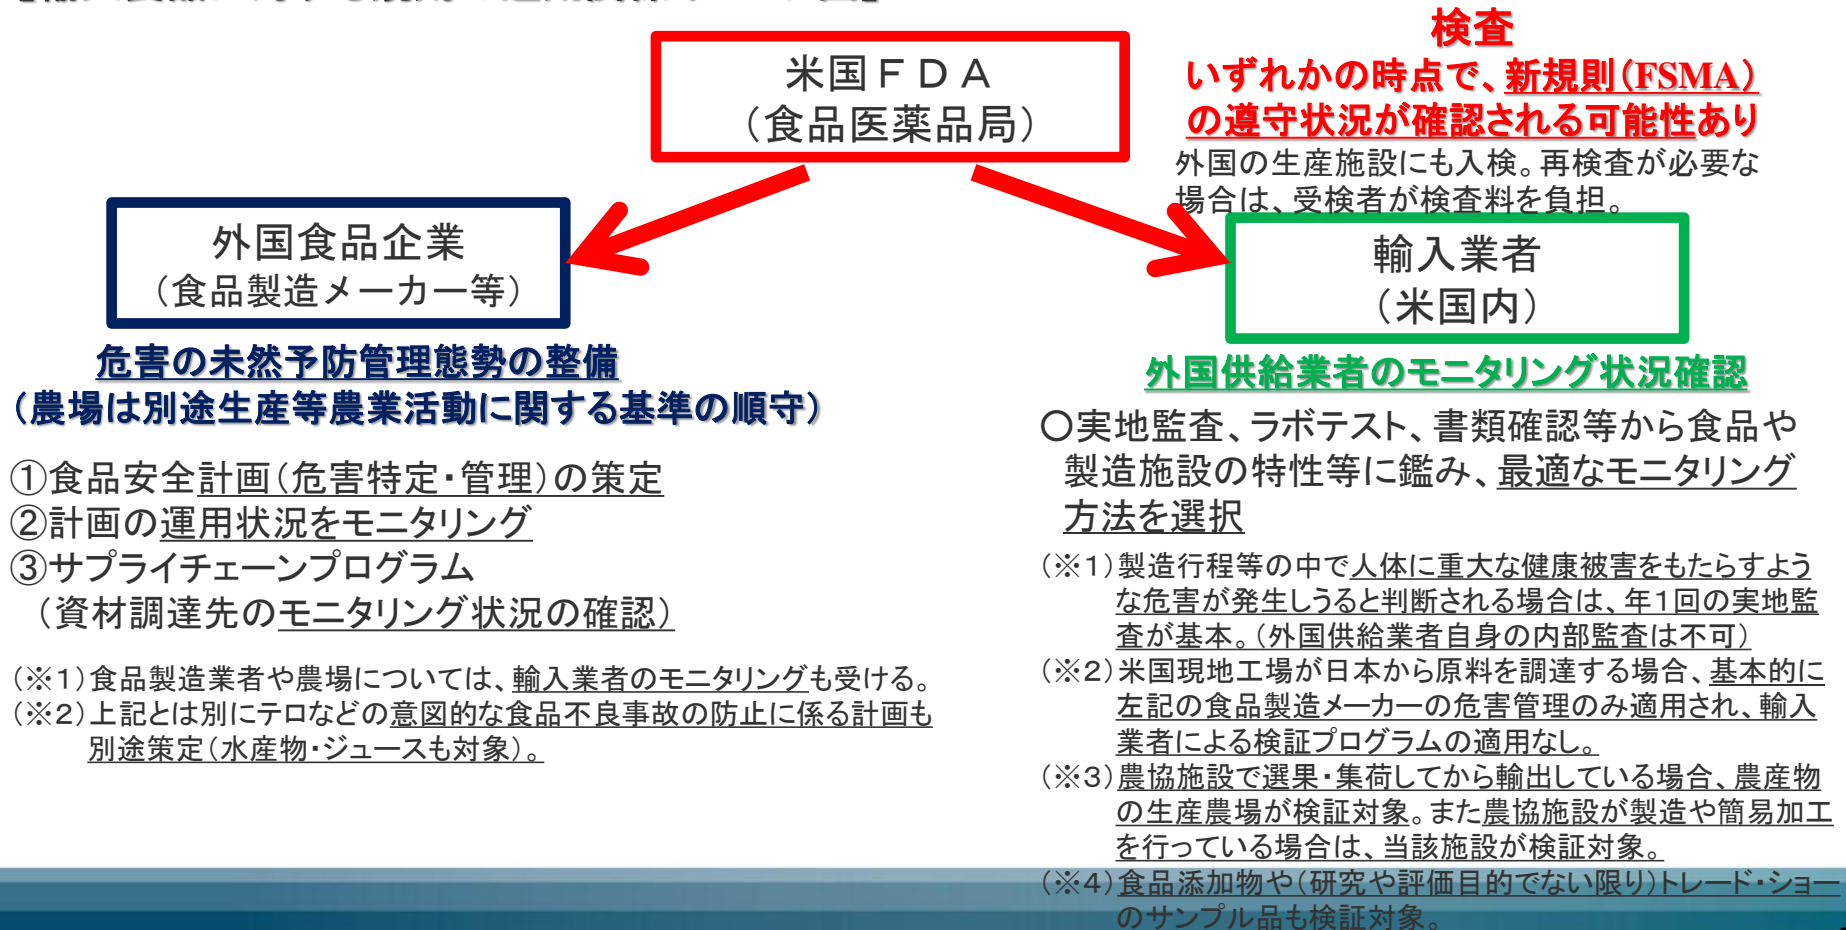 米国ＦＤＡ
（食品医薬品局）
検査
いずれかの時点で、新規則（FSMA）
の遵守状況が確認される可能性あり
外国の生産施設にも入検。再検査が必要な
場合は、受検者が検査料を負担。
外国食品企業
（食品製造メーカー等）
危害の未然予防管理態勢の整備
（農場は別途生産等農業活動に関する基準の順守）
①食品安全計画（危害特定・管理）の策定
②計画の運用状況をモニタリング
③サプライチェーンプログラム
（資材調達先のモニタリング状況の確認）
（※１）食品製造業者や農場については、輸入業者のモニタリングも受ける。
（※２）上記とは別にテロなどの意図的な食品不良事故の防止に係る計画も
別途策定（水産物・ジュースも対象）。
輸入業者
（米国内）
外国供給業者のモニタリング状況確認
〇実地監査、ラボテスト、書類確認等から食品や
製造施設の特性等に鑑み、最適なモニタリング
方法を選択
（※１）製造行程等の中で人体に重大な健康被害をもたらすよう
な危害が発生しうると判断される場合は、年１回の実地監
査が基本。（外国供給業者自身の内部監査は不可）
（※２）米国現地工場が日本から原料を調達する場合、基本的に
左記の食品製造メーカーの危害管理のみ適用され、輸入
業者による検証プログラムの適用なし。
（※３）農協施設で選果・集荷してから輸出している場合、農産物
の生産農場が検証対象。また農協施設が製造や簡易加工
を行っている場合は、当該施設が検証対象。
（※４）食品添加物や（研究や評価目的でない限り）トレード・ショー
のサンプル品も検証対象。